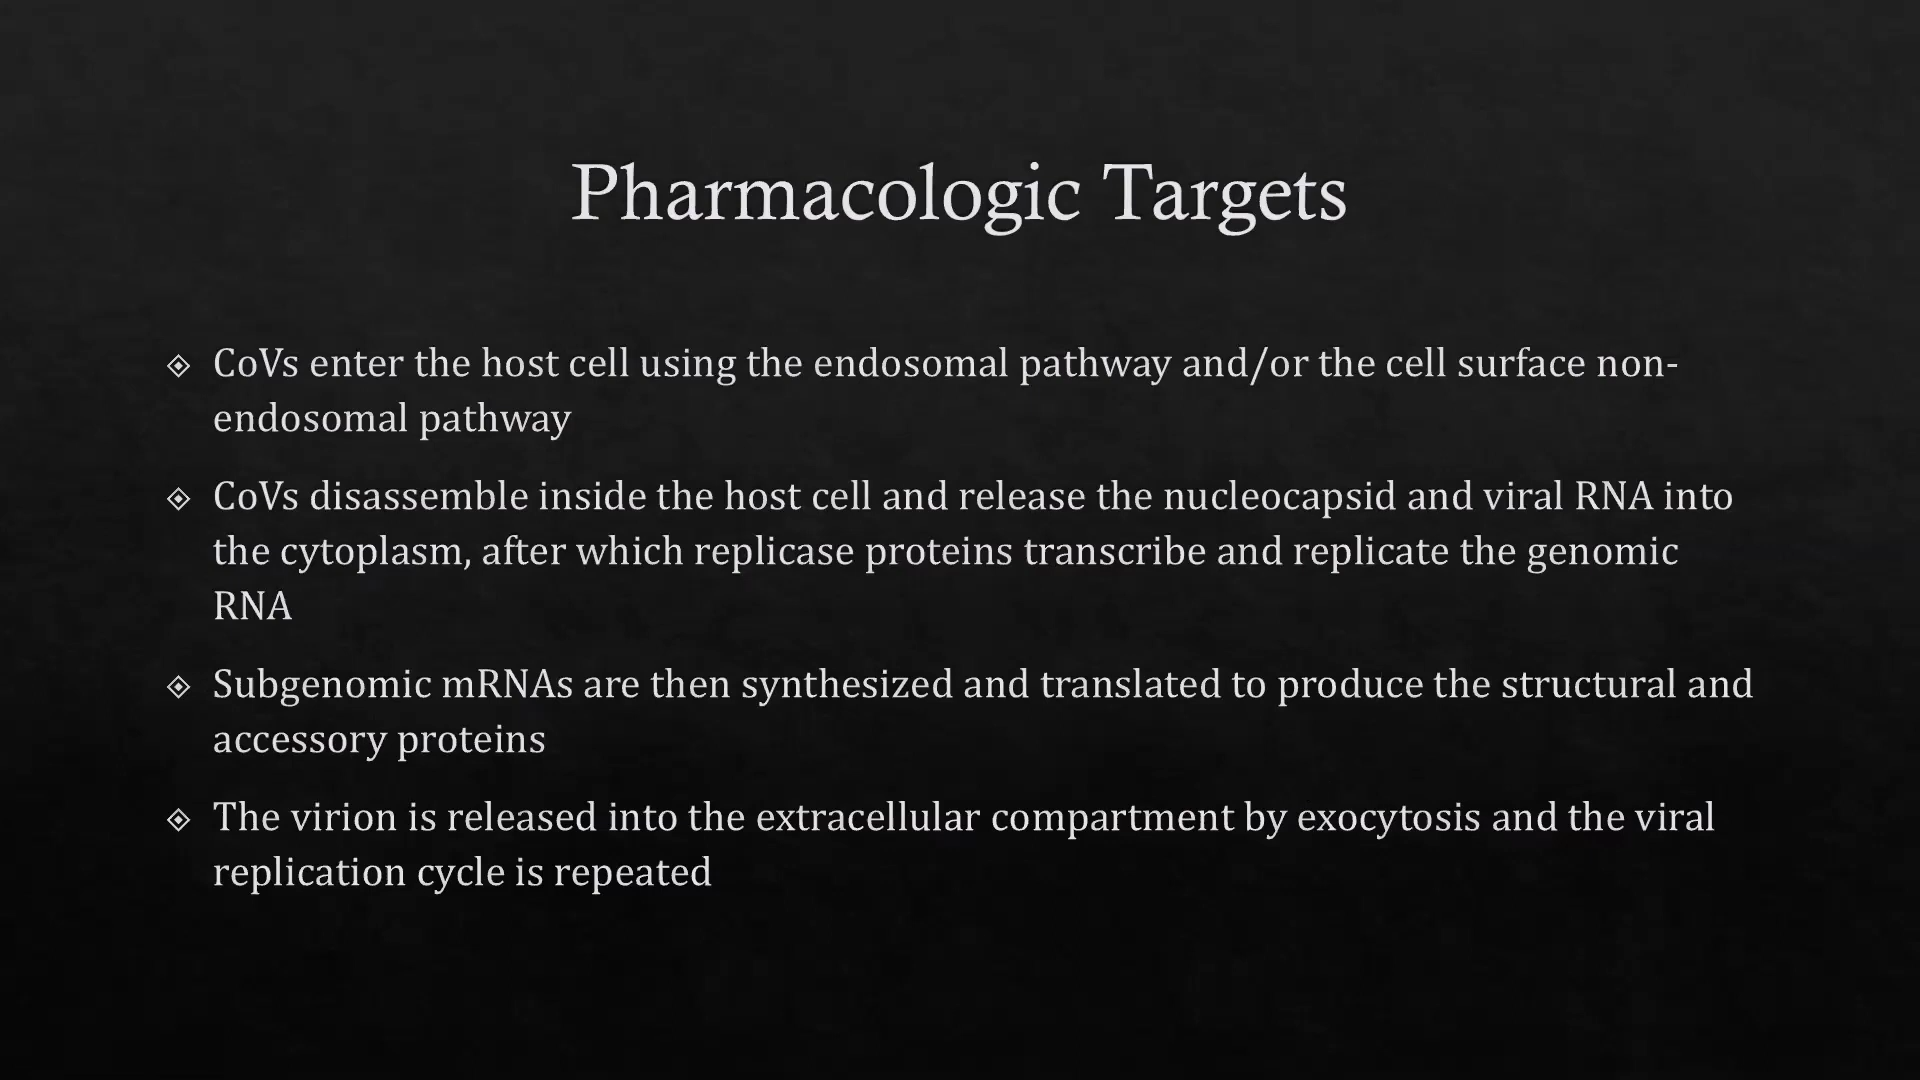 Pharmacologic Targets
CoVs enter the host cell using the endosomal pathway and/or the cell surface non-
endosomal pathway
CoVs disassemble inside the host cell and release the nucleocapsid and viral RNA into
the cytoplasm, after which replicase proteins transcribe and replicate the genomic
RNA
Subgenomic mRNAs are then synthesized and translated to produce the structural and
accessory proteins
The virion is released into the extracellular compartment by exocytosis and the viral
replication cycle is repeated